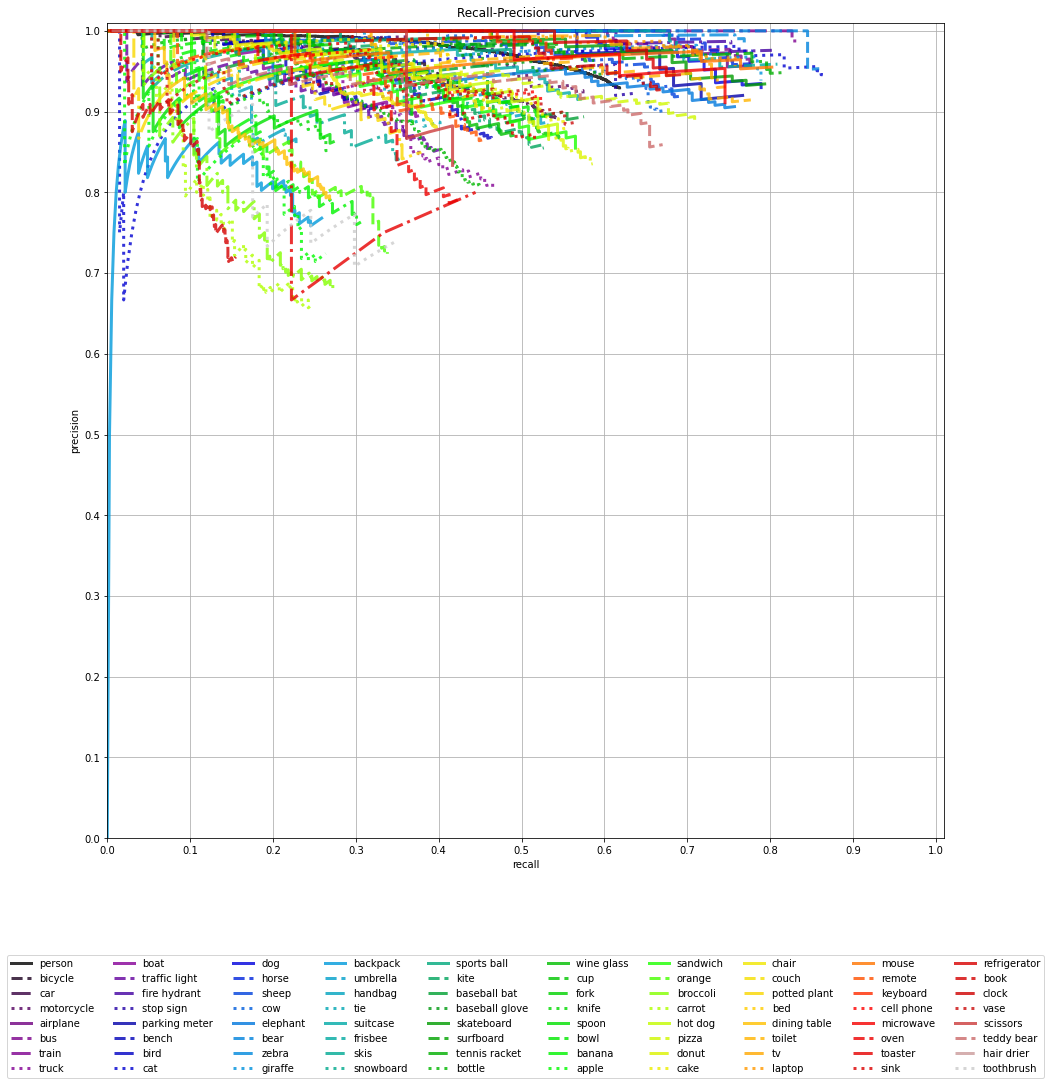 Recall-Precision curves
1.0
0.9
0.8
0.7
0.6
0.5
0.4
0.3
0.2
0.1
0.0
precision
0.0 0.1 0.2 0.3 0.4 0.5 0.6 0.7 0.8 0.9 1.0
recall
person boat dog backpack sports ball wine glass sandwich chair mouse refrigerator
bicycle traffic light horse umbrella kite cup orange couch remote book
car fire hydrant sheep handbag baseball bat fork broccoli potted plant keyboard clock
motorcycle stop sign cow tie baseball glove knife carrot bed cell phone vase
airplane parking meter elephant suitcase skateboard spoon hot dog dining table microwave scissors
bus bench bear frisbee surfboard bowl pizza toilet oven teddy bear
train bird zebra skis tennis racket banana donut tv toaster hair drier
truck cat giraffe snowboard bottle apple cake laptop sink toothbrush